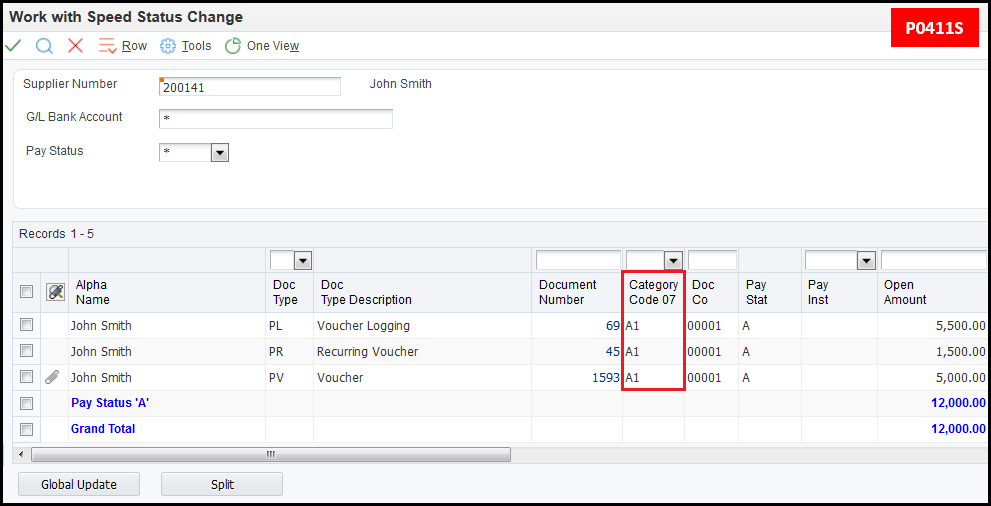 Work with Speed Status Change
P0411S
Row Tools One View
Supplier Number 200141 John Smith
G/L Bank Account *
Pay Status *
Records 1 - 5
Alpha Name Doc Type Doc Type Description Document Number Category Code 07 Doc Co Pay Stat Pay Inst Open Amount
John Smith PL Voucher Logging 69 A1 00001 A 5,500.00
John Smith PR Recurring Voucher 45 A1 00001 A 1,500.00
John Smith PV Voucher 1593 A1 00001 A 5,000.00
Pay Status 'A' 12,000.00
Grand Total 12,000.00
Global Update Split